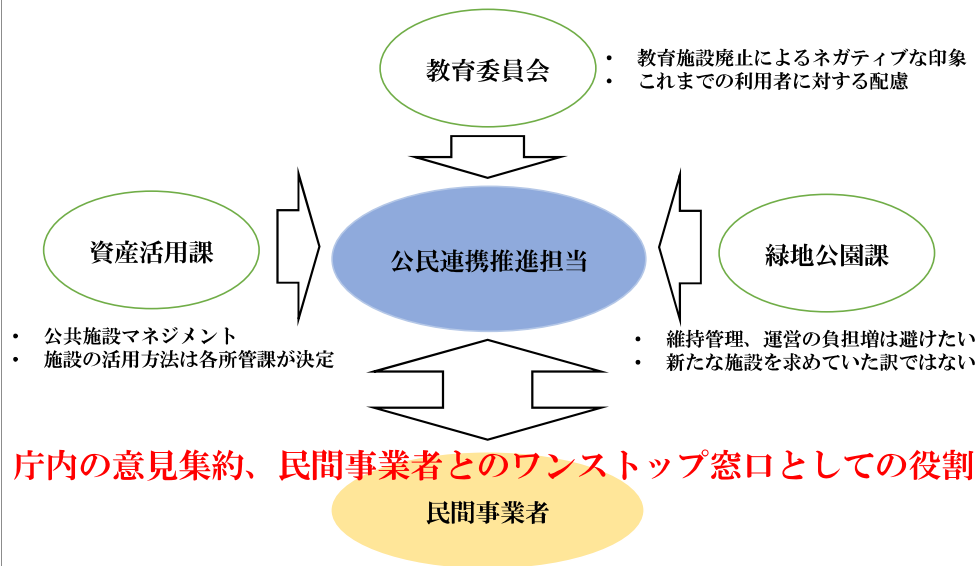 教育委員会
• 教育施設廃止によるネガティブな印象
• これまでの利用者に対する配慮
資産活用課
公民連携推進担当
緑地公園課
• 公共施設マネジメント
• 施設の活用方法は各所管課が決定
• 維持管理、運営の負担増は避けたい
• 新たな施設を求めていた訳ではない
庁内の意見集約、民間事業者とのワンストップ窓口としての役割
民間事業者